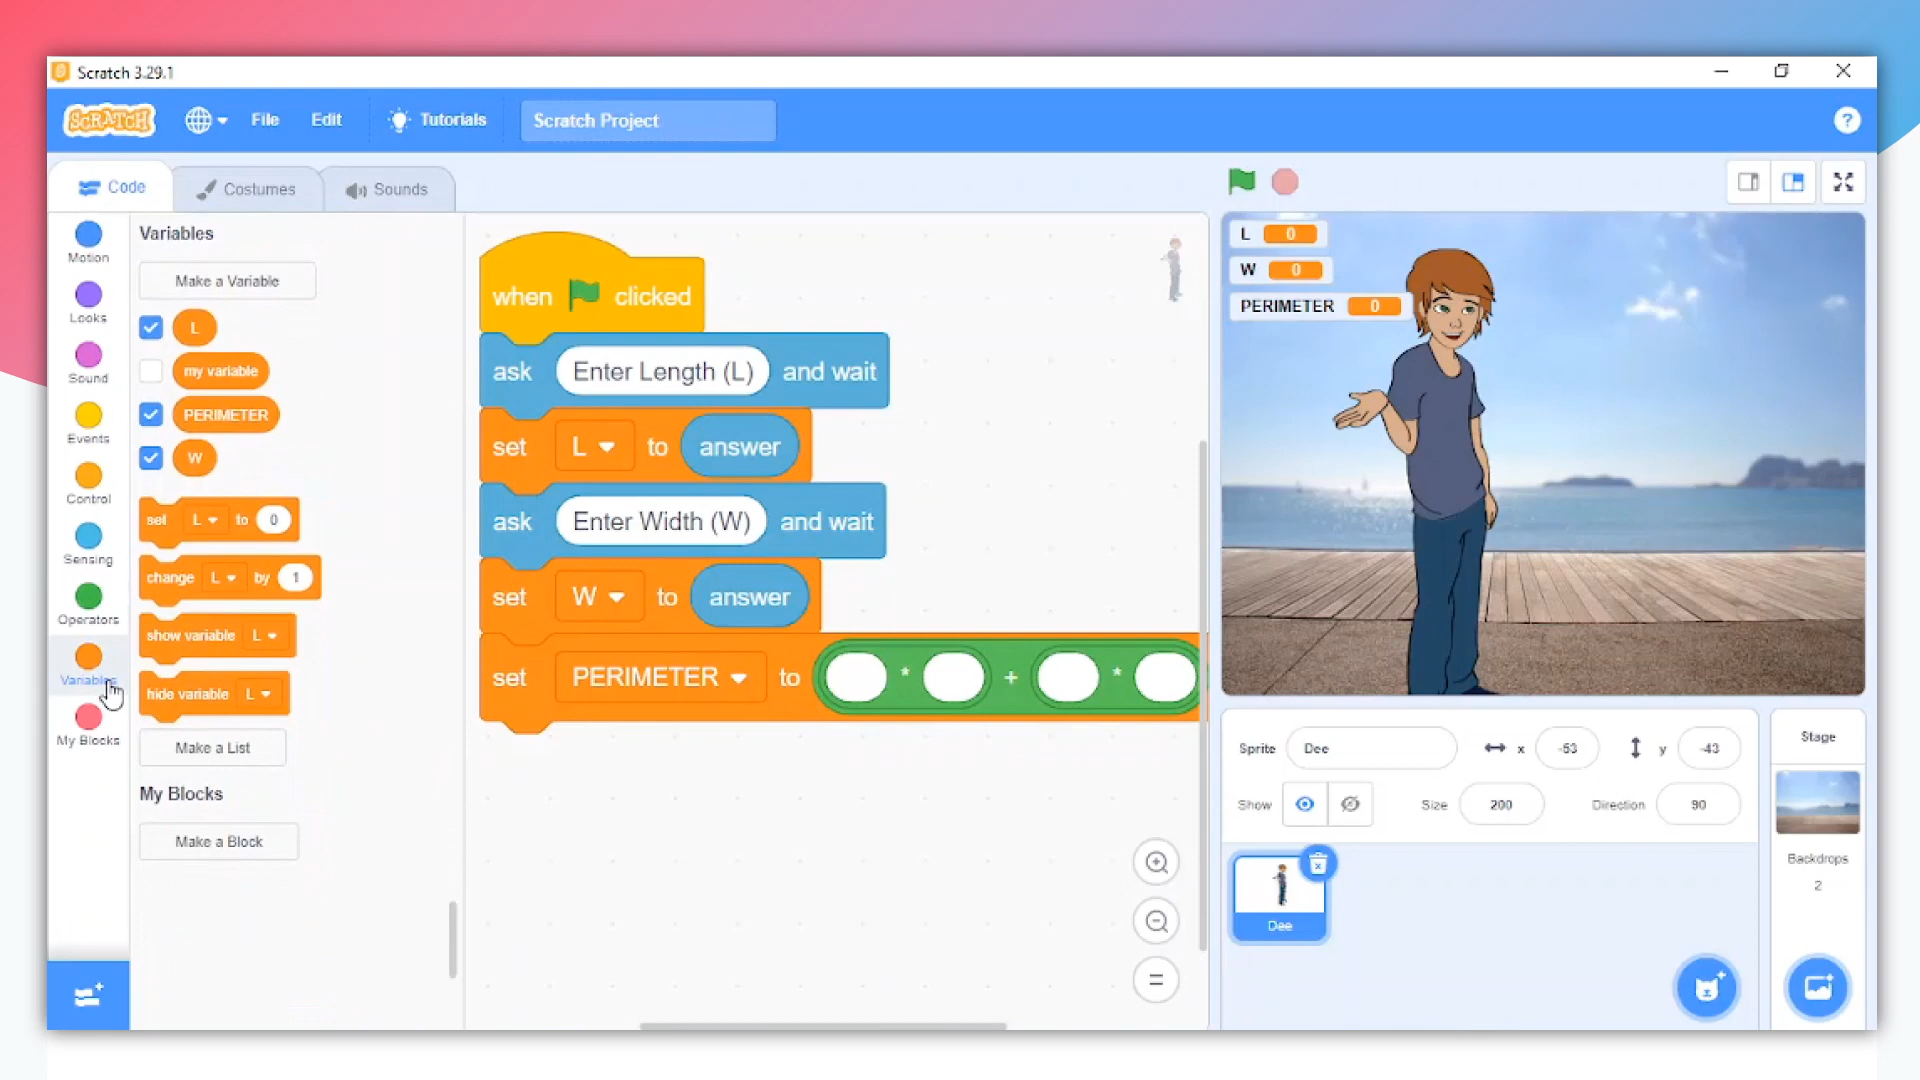 Scratch 3.29.1
SCRATCH File Edit Tutorials Scratch Project ?
Code Costumes Sounds
Motion
Looks
Sound
Events
Control
Sensing
Operators
Variables
My Blocks
Variables
Make a Variable
L
my variable
PERIMETER
W
set L to 0
change L by 1
show variable L
hide variable L
Make a List
My Blocks
Make a Block
when clicked
ask Enter Length (L) and wait
set L to answer
ask Enter Width (W) and wait
set W to answer
set PERIMETER to * + *
L 0
W 0
PERIMETER 0
Sprite Dee x -53 y -43
Show Size 200 Direction 90
Dee
Stage
Backdrops
2